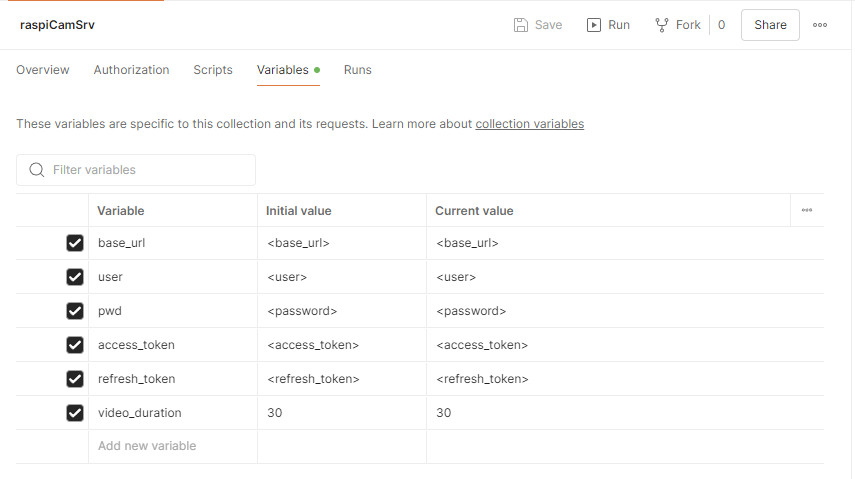 raspiCamSrv Save Run Fork 0 Share
Overview Authorization Scripts Variables Runs
These variables are specific to this collection and its requests. Learn more about collection variables
Filter variables
Variable Initial value Current value
base_url <base_url> <base_url>
user <user> <user>
pwd <password> <password>
access_token <access_token> <access_token>
refresh_token <refresh_token> <refresh_token>
video_duration 30 30
Add new variable